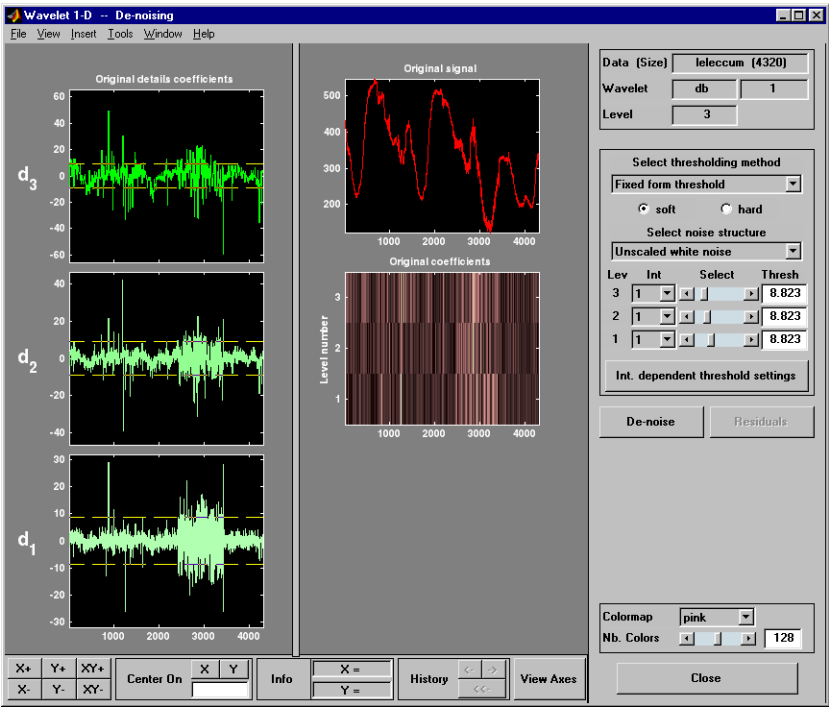 Wavelet 1-D -- De-noising
File View Insert Tools Window Help
Original details coefficients
60
40
20
0
-20
-40
-60
d3
40
20
0
-20
-40
d2
30
20
10
0
-10
-20
-30
d1
1000 2000 3000 4000
Original signal
500
400
300
200
1000 2000 3000 4000
Original coefficients
Level number
3
2
1
1000 2000 3000 4000
Data (Size) leleccum (4320)
Wavelet db 1
Level 3
Select thresholding method
Fixed form threshold
soft hard
Select noise structure
Unscaled white noise
Lev Int Select Thresh
3 1 8.823
2 1 8.823
1 1 8.823
Int. dependent threshold settings
De-noise Residuals
Colormap pink
Nb. Colors 128
Close
X+ Y+ XY+
X- Y- XY-
Center On X Y
Info X =
Y =
History <- ->
<<-
View Axes